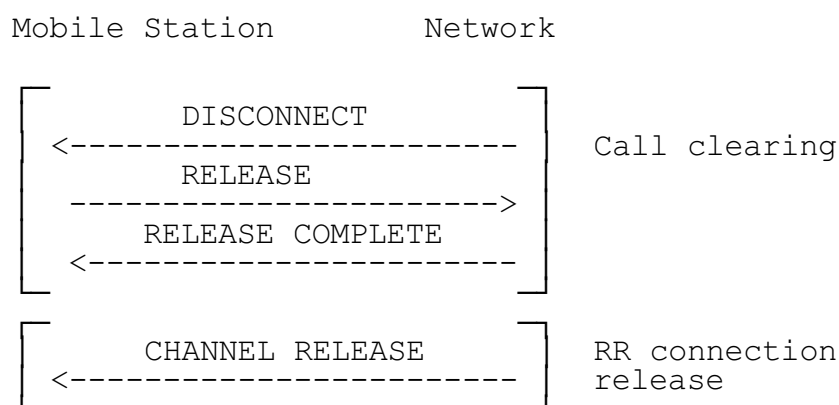 Mobile Station Network
DISCONNECT
<------------------------ Call clearing
RELEASE
----------------------->
RELEASE COMPLETE
<-----------------------
CHANNEL RELEASE RR connection
<------------------------ release